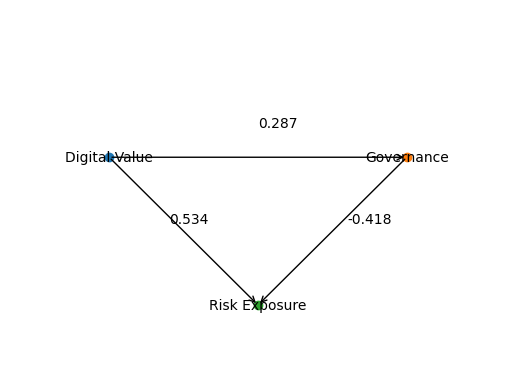 0.287
Digital Value
Governance
0.534
-0.418
Risk Exposure